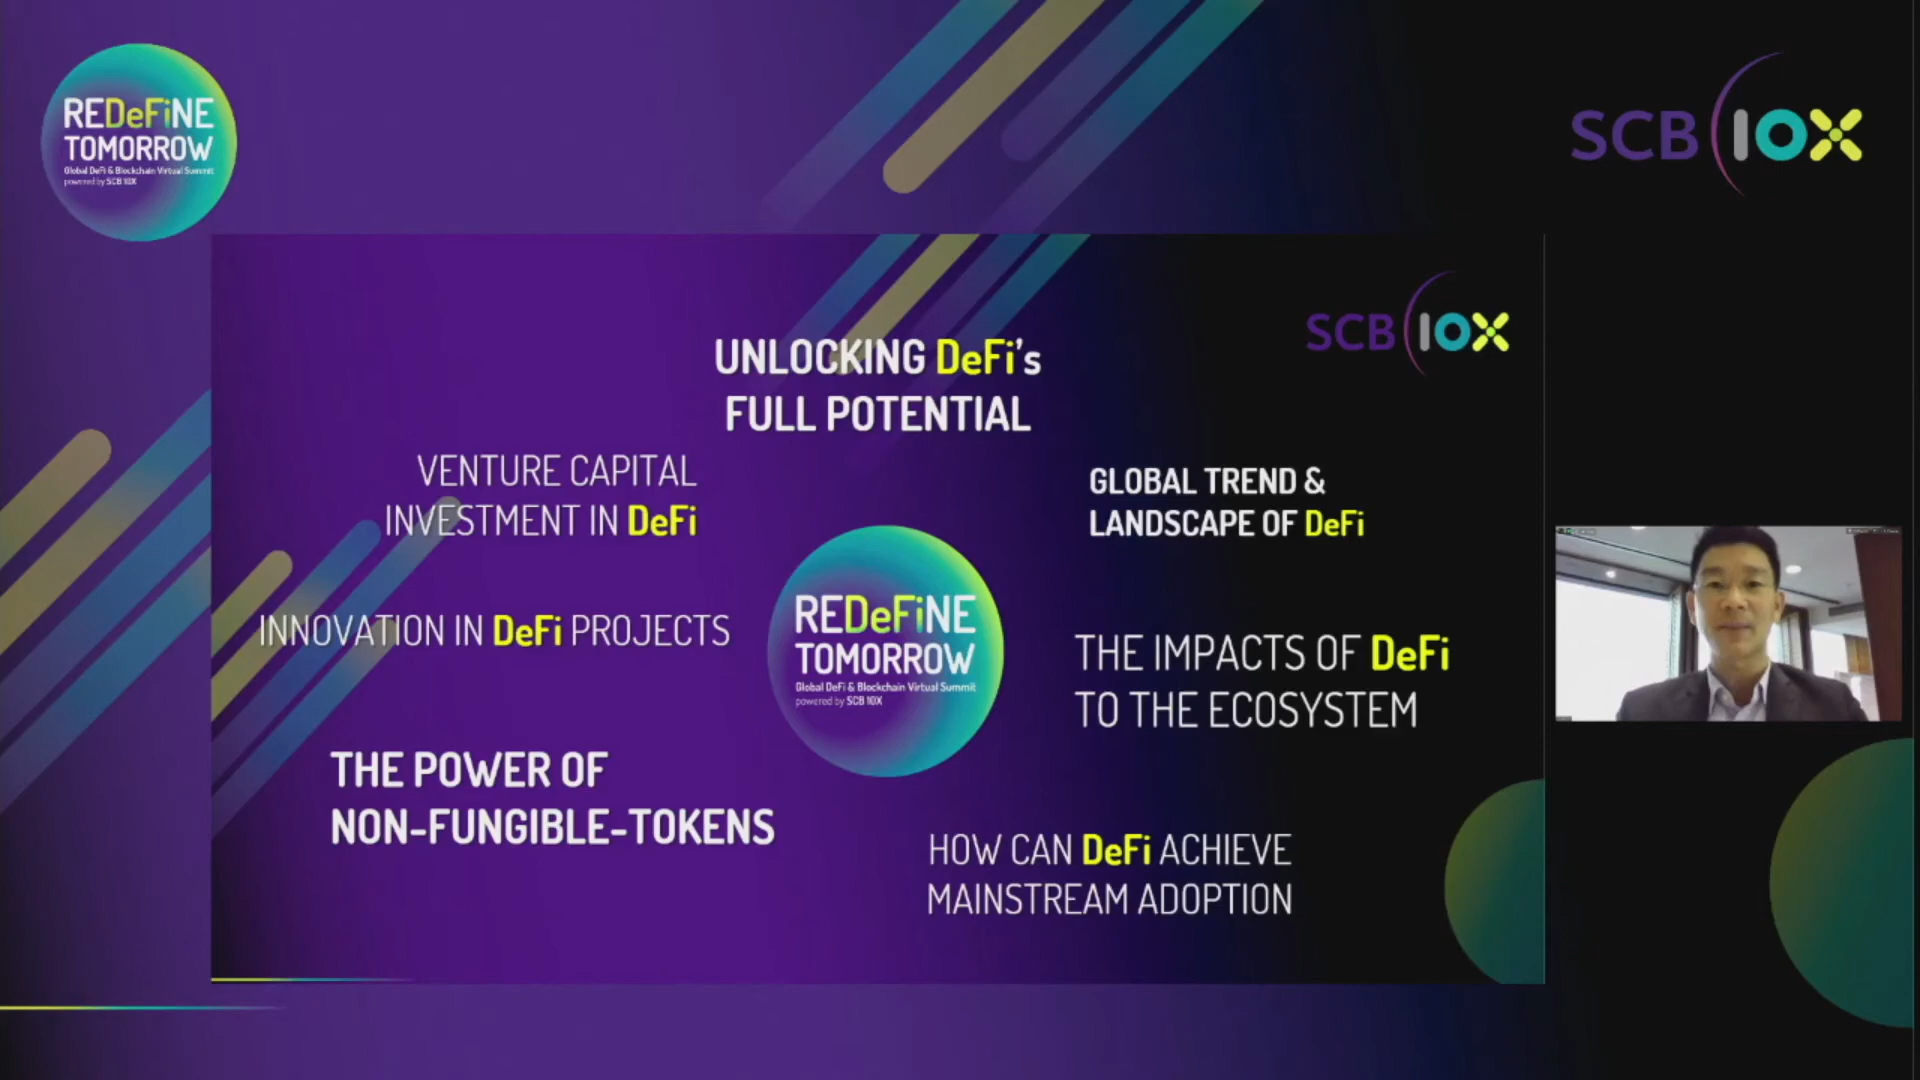 REDeFiNE
TOMORROW
Global DeFi & Blockchain Virtual Summit
powered by SCB 10X
SCB 10X
SCB 10X
UNLOCKING DeFi's
FULL POTENTIAL
VENTURE CAPITAL
INVESTMENT IN DeFi
GLOBAL TREND &
LANDSCAPE OF DeFi
INNOVATION IN DeFi PROJECTS
REDeFiNE
TOMORROW
Global DeFi & Blockchain Virtual Summit
powered by SCB 10X
THE IMPACTS OF DeFi
TO THE ECOSYSTEM
THE POWER OF
NON-FUNGIBLE-TOKENS
HOW CAN DeFi ACHIEVE
MAINSTREAM ADOPTION